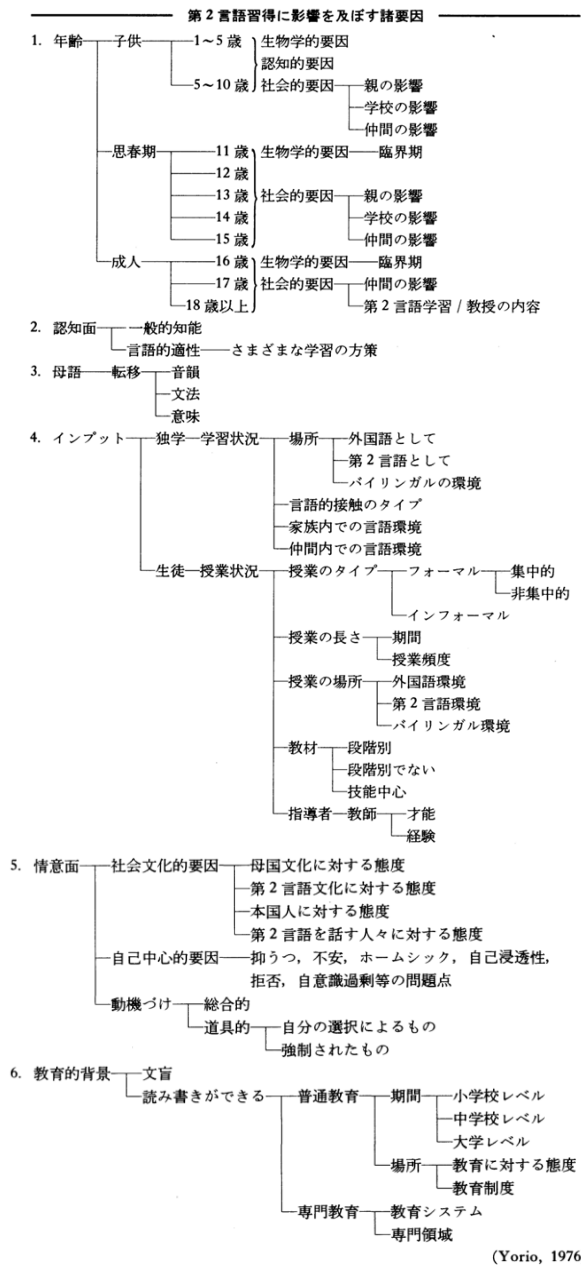 第2言語習得に影響を及ぼす諸要因
1. 年齢 子供 1～5歳 生物学的要因
認知的要因
5～10歳 社会的要因 親の影響
学校の影響
仲間の影響
思春期 11歳 生物学的要因 臨界期
12歳
13歳 社会的要因 親の影響
14歳 学校の影響
15歳 仲間の影響
成人 16歳 生物学的要因 臨界期
17歳 社会的要因 仲間の影響
18歳以上 第2言語学習/教授の内容
2. 認知面 一般的知能
言語的適性 さまざまな学習の方策
3. 母語 転移 音韻
文法
意味
4. インプット 独学 学習状況 場所 外国語として
第2言語として
バイリンガルの環境
言語的接触のタイプ
家族内での言語環境
仲間内での言語環境
生徒 授業状況 授業のタイプ フォーマル 集中的
非集中的
インフォーマル
授業の長さ 期間
授業頻度
授業の場所 外国語環境
第2言語環境
バイリンガル環境
教材 段階別
段階別でない
技能中心
指導者 教師 才能
経験
5. 情意面 社会文化的要因 母国文化に対する態度
第2言語文化に対する態度
本国人に対する態度
第2言語を話す人々に対する態度
自己中心的要因 抑うつ，不安，ホームシック，自己浸透性，
拒否，自意識過剰等の問題点
動機づけ 総合的
道具的 自分の選択によるもの
強制されたもの
6. 教育的背景 文盲
読み書きができる 普通教育 期間 小学校レベル
中学校レベル
大学レベル
場所 教育に対する態度
教育制度
専門教育 教育システム
専門領域
(Yorio, 1976